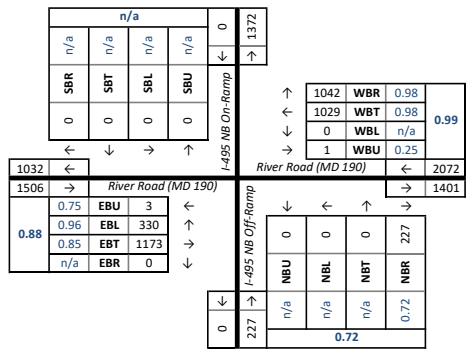 n/a
n/a n/a n/a n/a
SBR SBT SBL SBU
0 0 0 0
← ↓ → ↑
0 1372
↓ ↑
I-495 NB On-Ramp
↑ 1042 WBR 0.98
← 1029 WBT 0.98
↓ 0 WBL n/a
→ 1 WBU 0.25
0.99
1032 ←
River Road (MD 190)
← 2072
1506 →
River Road (MD 190)
→ 1401
0.88
0.75 EBU 3 ←
0.96 EBL 330 ↑
0.85 EBT 1173 →
n/a EBR 0 ↓
I-495 NB Off-Ramp
↓ ↑
0 227
↓ ← ↑ →
0 0 0 227
NBU NBL NBT NBR
n/a n/a n/a 0.72
0.72